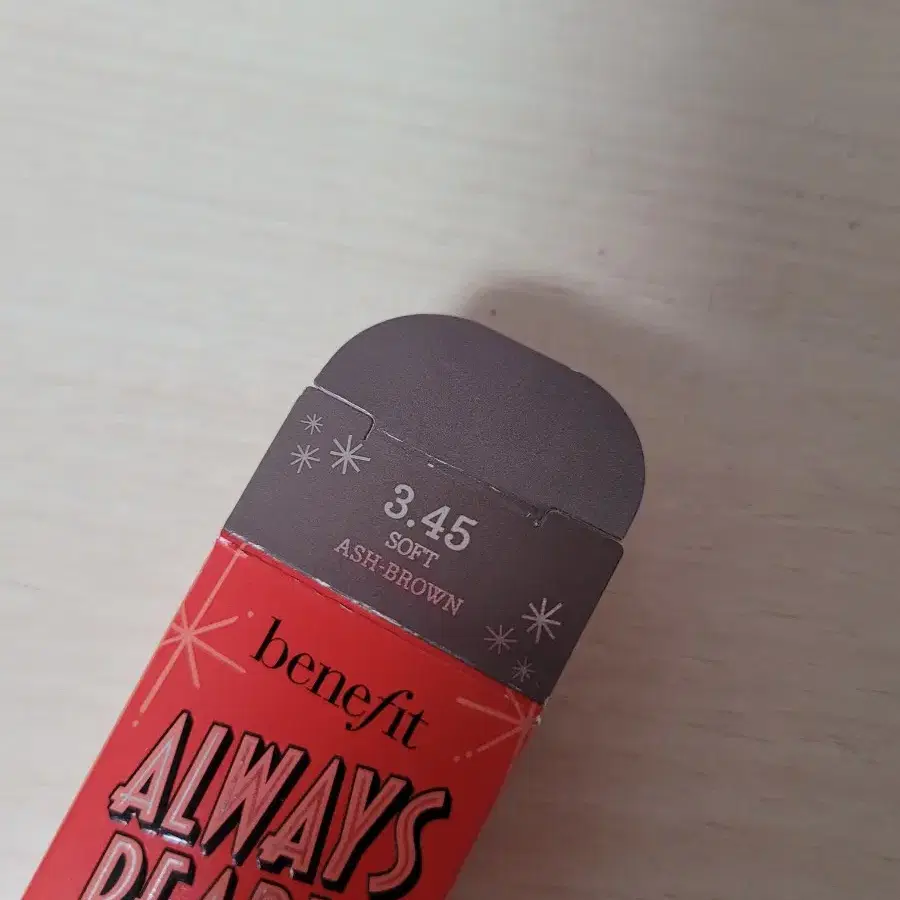 3.45
SOFT
ASH-BROWN
benefit
ALWAYS